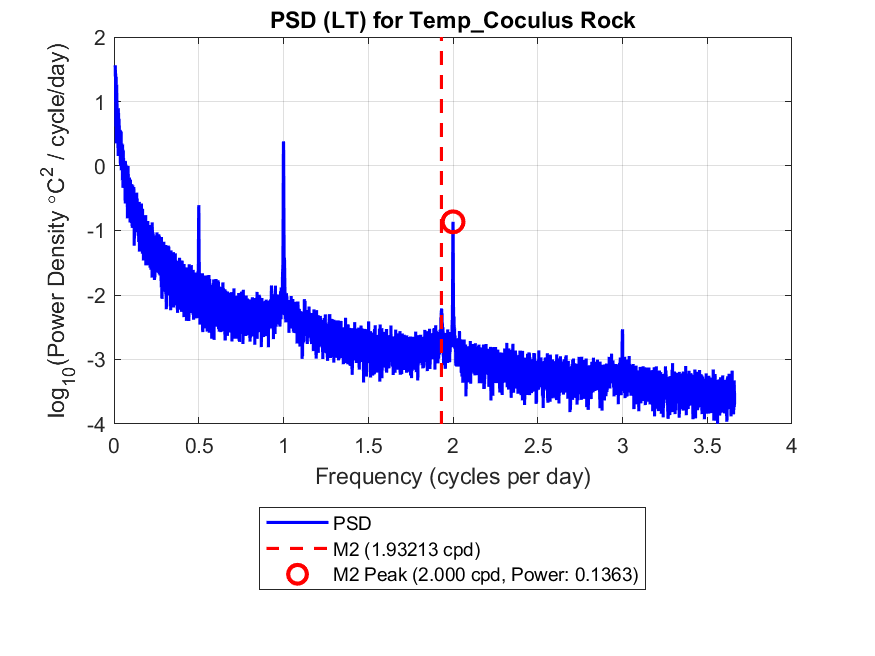 PSD (LT) for Temp_Coculus Rock
log10(Power Density °C² / cycle/day)
2
1
0
-1
-2
-3
-4
0 0.5 1 1.5 2 2.5 3 3.5 4
Frequency (cycles per day)
PSD
M2 (1.93213 cpd)
M2 Peak (2.000 cpd, Power: 0.1363)